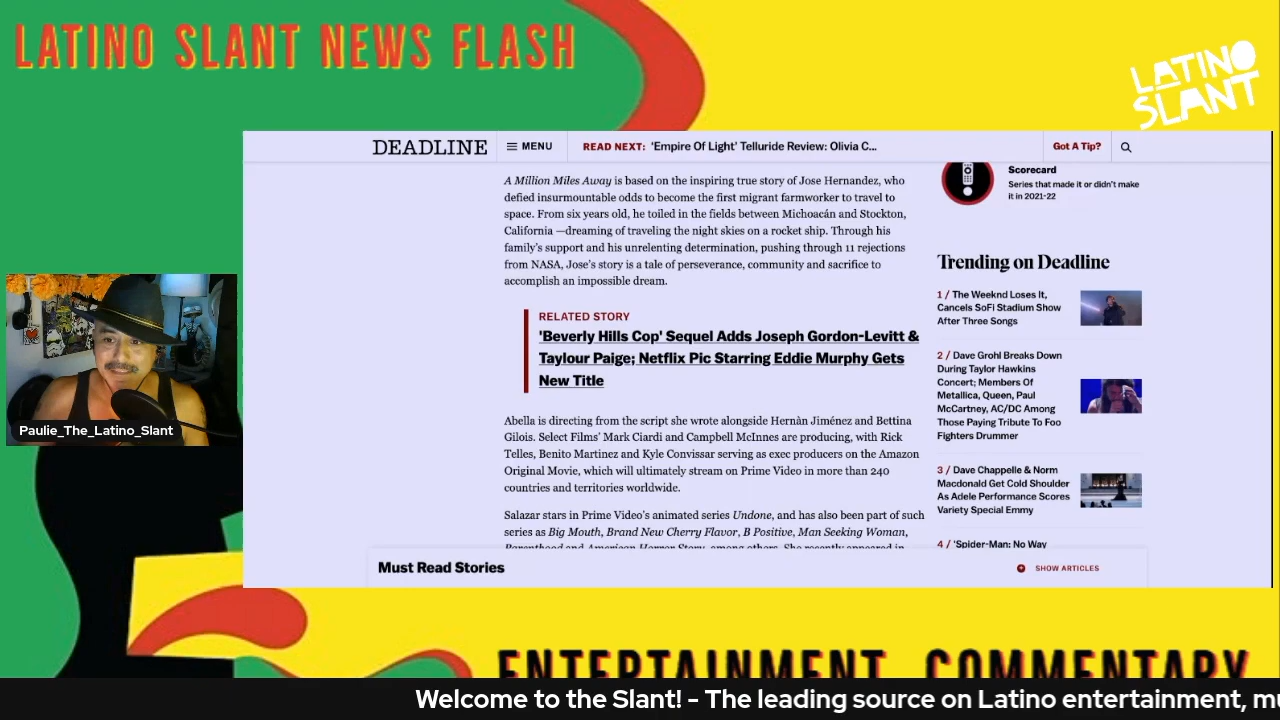 LATINO SLANT NEWS FLASH
LATINO
SLANT
DEADLINE
MENU
READ NEXT: ‘Empire Of Light’ Telluride Review: Olivia C...
Got A Tip?
A Million Miles Away is based on the inspiring true story of Jose Hernandez, who
defied insurmountable odds to become the first migrant farmworker to travel to
space. From six years old, he toiled in the fields between Michoacán and Stockton,
California —dreaming of traveling the night skies on a rocket ship. Through his
family’s support and his unrelenting determination, pushing through 11 rejections
from NASA, Jose’s story is a tale of perseverance, community and sacrifice to
accomplish an impossible dream.
RELATED STORY
'Beverly Hills Cop' Sequel Adds Joseph Gordon-Levitt &
Taylour Paige; Netflix Pic Starring Eddie Murphy Gets
New Title
Abella is directing from the script she wrote alongside Hernàn Jiménez and Bettina
Gilois. Select Films’ Mark Ciardi and Campbell McInnes are producing, with Rick
Telles, Benito Martinez and Kyle Convissar serving as exec producers on the Amazon
Original Movie, which will ultimately stream on Prime Video in more than 240
countries and territories worldwide.
Salazar stars in Prime Video’s animated series Undone, and has also been part of such
series as Big Mouth, Brand New Cherry Flavor, B Positive, Man Seeking Woman,
Parenthood and American Horror Story, among others. She recently appeared in
Scorecard
Series that made it or didn’t make
it in 2021-22
Trending on Deadline
1 / The Weeknd Loses It,
Cancels SoFi Stadium Show
After Three Songs
2 / Dave Grohl Breaks Down
During Taylor Hawkins
Concert; Members Of
Metallica, Queen, Paul
McCartney, AC/DC Among
Those Paying Tribute To Foo
Fighters Drummer
3 / Dave Chappelle & Norm
Macdonald Get Cold Shoulder
As Adele Performance Scores
Variety Special Emmy
4 / ‘Spider-Man: No Way
Must Read Stories
SHOW ARTICLES
Paulie_The_Latino_Slant
ENTERTAINMENT COMMENTARY
Welcome to the Slant! - The leading source on Latino entertainment, mu